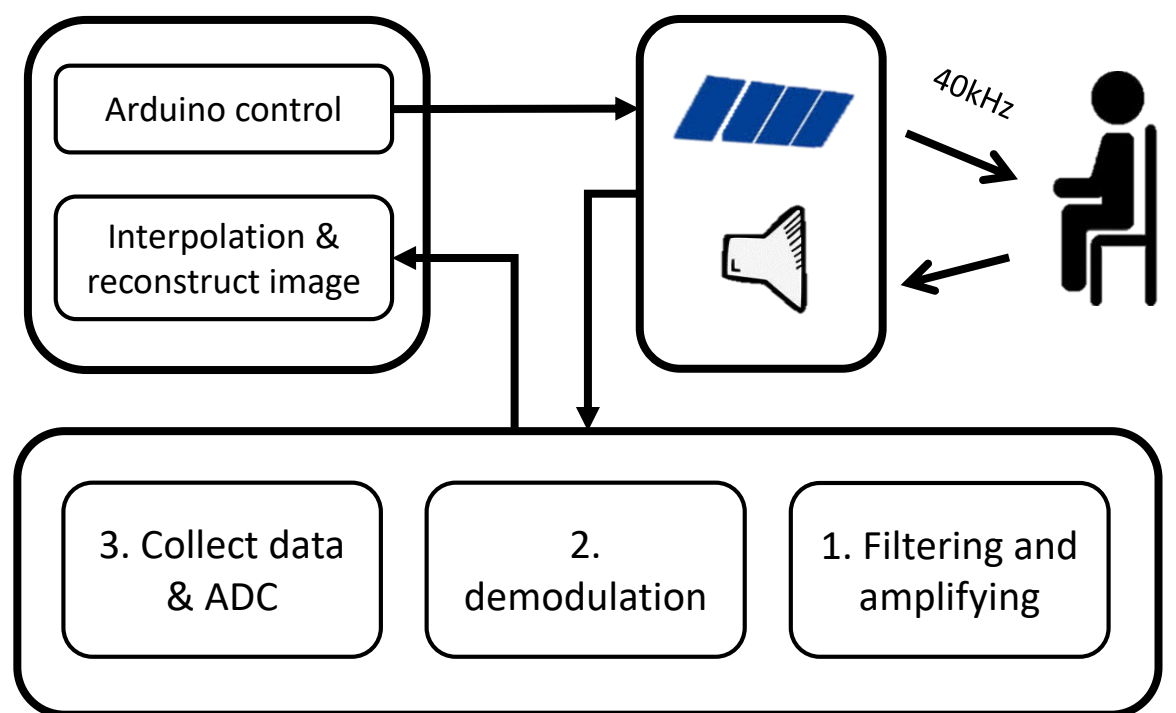 Arduino control
Interpolation &
reconstruct image
40kHz
3. Collect data
& ADC
2.
demodulation
1. Filtering and
amplifying